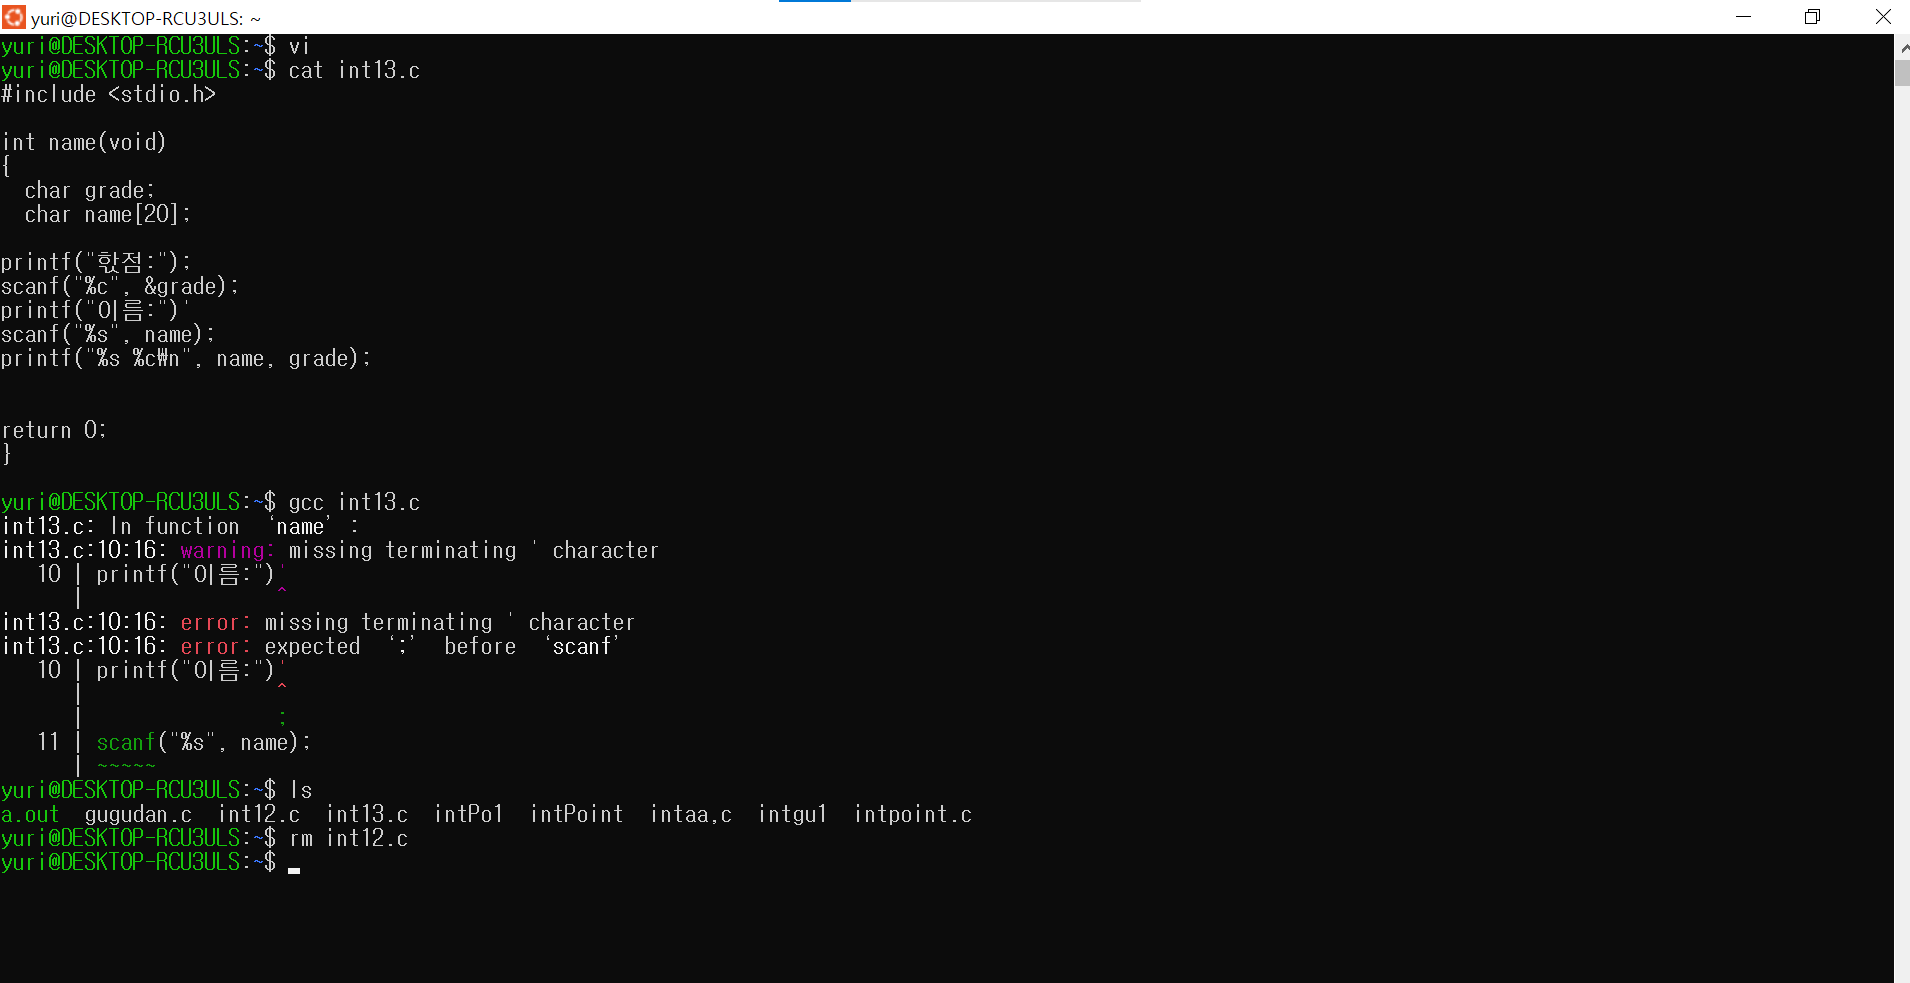 yuri@DESKTOP-RCU3ULS: ~
yuri@DESKTOP-RCU3ULS:~$ vi
yuri@DESKTOP-RCU3ULS:~$ cat int13.c
#include <stdio.h>
int name(void)
{
  char grade;
  char name[20];
printf("핪점:");
scanf("%c", &grade);
printf("이름:")'
scanf("%s", name);
printf("%s %c₩n", name, grade);
return 0;
}
yuri@DESKTOP-RCU3ULS:~$ gcc int13.c
int13.c: In function ‘name’:
int13.c:10:16: warning: missing terminating ' character
   10 | printf("이름:")'
      |                ^
int13.c:10:16: error: missing terminating ' character
int13.c:10:16: error: expected ‘;’ before ‘scanf’
   10 | printf("이름:")'
      |                ^
      |                ;
   11 | scanf("%s", name);
      | ~~~~~
yuri@DESKTOP-RCU3ULS:~$ ls
a.out  gugudan.c  int12.c  int13.c  intPo1  intPoint  intaa,c  intgu1  intpoint.c
yuri@DESKTOP-RCU3ULS:~$ rm int12.c
yuri@DESKTOP-RCU3ULS:~$